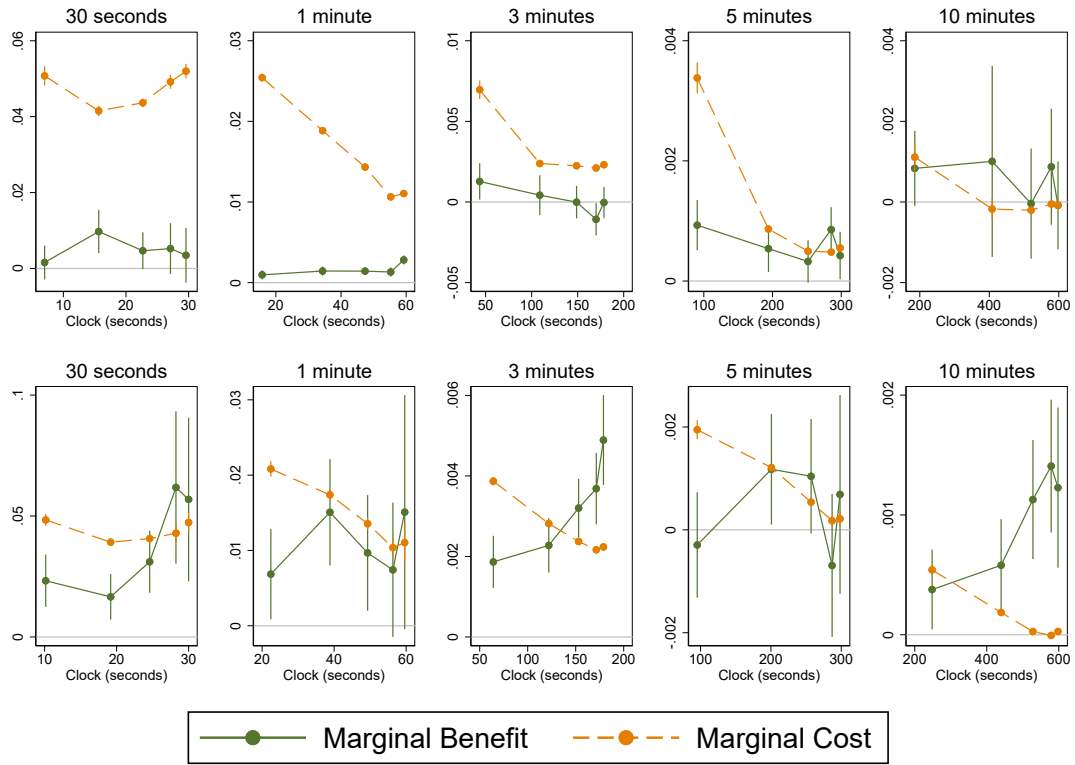 30 seconds 1 minute 3 minutes 5 minutes 10 minutes
0 .02 .04 .06
0 .01 .02 .03
-.005 0 .005 .01
0 .002 .004
-.002 0 .002 .004
10 20 30
0 20 40 60
50 100 150 200
100 200 300
200 400 600
Clock (seconds) Clock (seconds) Clock (seconds) Clock (seconds) Clock (seconds)
30 seconds 1 minute 3 minutes 5 minutes 10 minutes
0 .05 .1
0 .01 .02 .03
0 .002 .004 .006
-.002 0 .002
0 .001 .002
10 20 30
20 40 60
50 100 150 200
100 200 300
200 400 600
Clock (seconds) Clock (seconds) Clock (seconds) Clock (seconds) Clock (seconds)
Marginal Benefit Marginal Cost